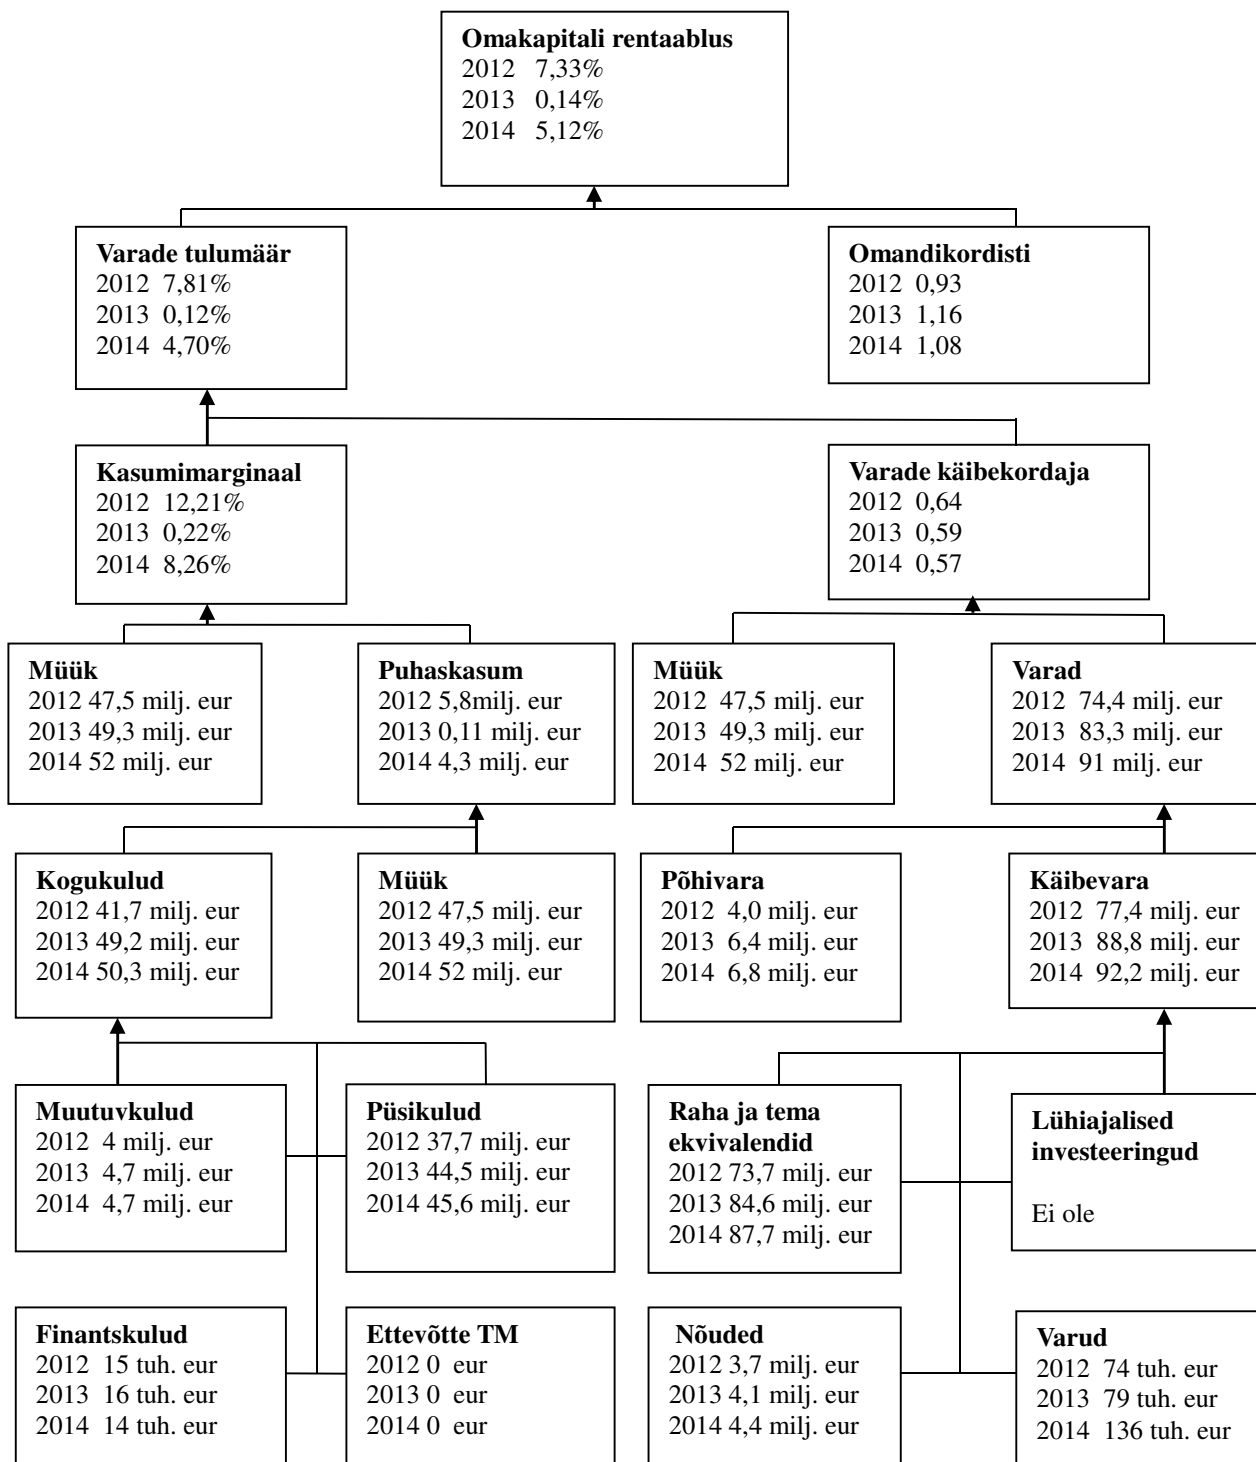 Omakapitali rentaablus
2012 7,33%
2013 0,14%
2014 5,12%
Varade tulumäär
2012 7,81%
2013 0,12%
2014 4,70%
Omandikordisti
2012 0,93
2013 1,16
2014 1,08
Kasumimarginaal
2012 12,21%
2013 0,22%
2014 8,26%
Varade käibekordaja
2012 0,64
2013 0,59
2014 0,57
Müük
2012 47,5 milj. eur
2013 49,3 milj. eur
2014 52 milj. eur
Puhaskasum
2012 5,8milj. eur
2013 0,11 milj. eur
2014 4,3 milj. eur
Müük
2012 47,5 milj. eur
2013 49,3 milj. eur
2014 52 milj. eur
Varad
2012 74,4 milj. eur
2013 83,3 milj. eur
2014 91 milj. eur
Kogukulud
2012 41,7 milj. eur
2013 49,2 milj. eur
2014 50,3 milj. eur
Müük
2012 47,5 milj. eur
2013 49,3 milj. eur
2014 52 milj. eur
Põhivara
2012 4,0 milj. eur
2013 6,4 milj. eur
2014 6,8 milj. eur
Käibevara
2012 77,4 milj. eur
2013 88,8 milj. eur
2014 92,2 milj. eur
Muutuvkulud
2012 4 milj. eur
2013 4,7 milj. eur
2014 4,7 milj. eur
Püsikulud
2012 37,7 milj. eur
2013 44,5 milj. eur
2014 45,6 milj. eur
Raha ja tema
ekvivalendid
2012 73,7 milj. eur
2013 84,6 milj. eur
2014 87,7 milj. eur
Lühiajalised
investeeringud
Ei ole
Finantskulud
2012 15 tuh. eur
2013 16 tuh. eur
2014 14 tuh. eur
Ettevõtte TM
2012 0 eur
2013 0 eur
2014 0 eur
Nõuded
2012 3,7 milj. eur
2013 4,1 milj. eur
2014 4,4 milj. eur
Varud
2012 74 tuh. eur
2013 79 tuh. eur
2014 136 tuh. eur